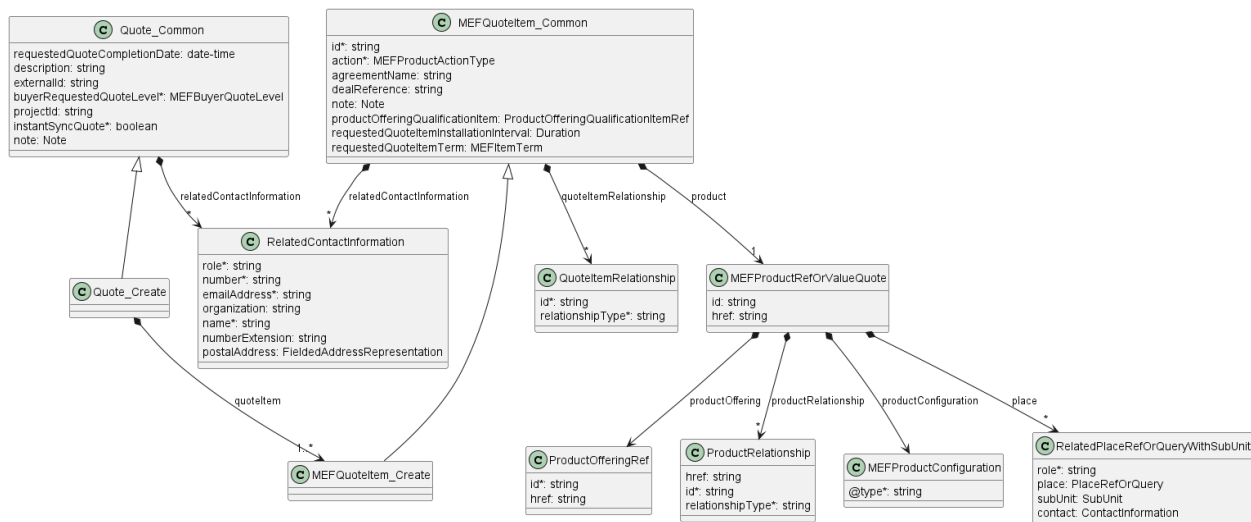 C Quote_Common
requestedQuoteCompletionDate: date-time
description: string
externalId: string
buyerRequestedQuoteLevel*: MEFBuyerQuoteLevel
projectId: string
instantSyncQuote*: boolean
note: Note
C MEFQuoteItem_Common
id*: string
action*: MEFProductActionType
agreementName: string
dealReference: string
note: Note
productOfferingQualificationItem: ProductOfferingQualificationItemRef
requestedQuoteItemInstallationInterval: Duration
requestedQuoteItemTerm: MEFItemTerm
relatedContactInformation
*
relatedContactInformation
*
quoteItemRelationship
*
product
1
C Quote_Create
C RelatedContactInformation
role*: string
number*: string
emailAddress*: string
organization: string
name*: string
numberExtension: string
postalAddress: FieldedAddressRepresentation
C QuoteItemRelationship
id*: string
relationshipType*: string
C MEFProductRefOrValueQuote
id: string
href: string
quoteItem
1..*
productOffering
productRelationship
*
productConfiguration
place
*
C MEFQuoteItem_Create
C ProductOfferingRef
id*: string
href: string
C ProductRelationship
href: string
id*: string
relationshipType*: string
C MEFProductConfiguration
@type*: string
C RelatedPlaceRefOrQueryWithSubUnit
role*: string
place: PlaceRefOrQuery
subUnit: SubUnit
contact: ContactInformation